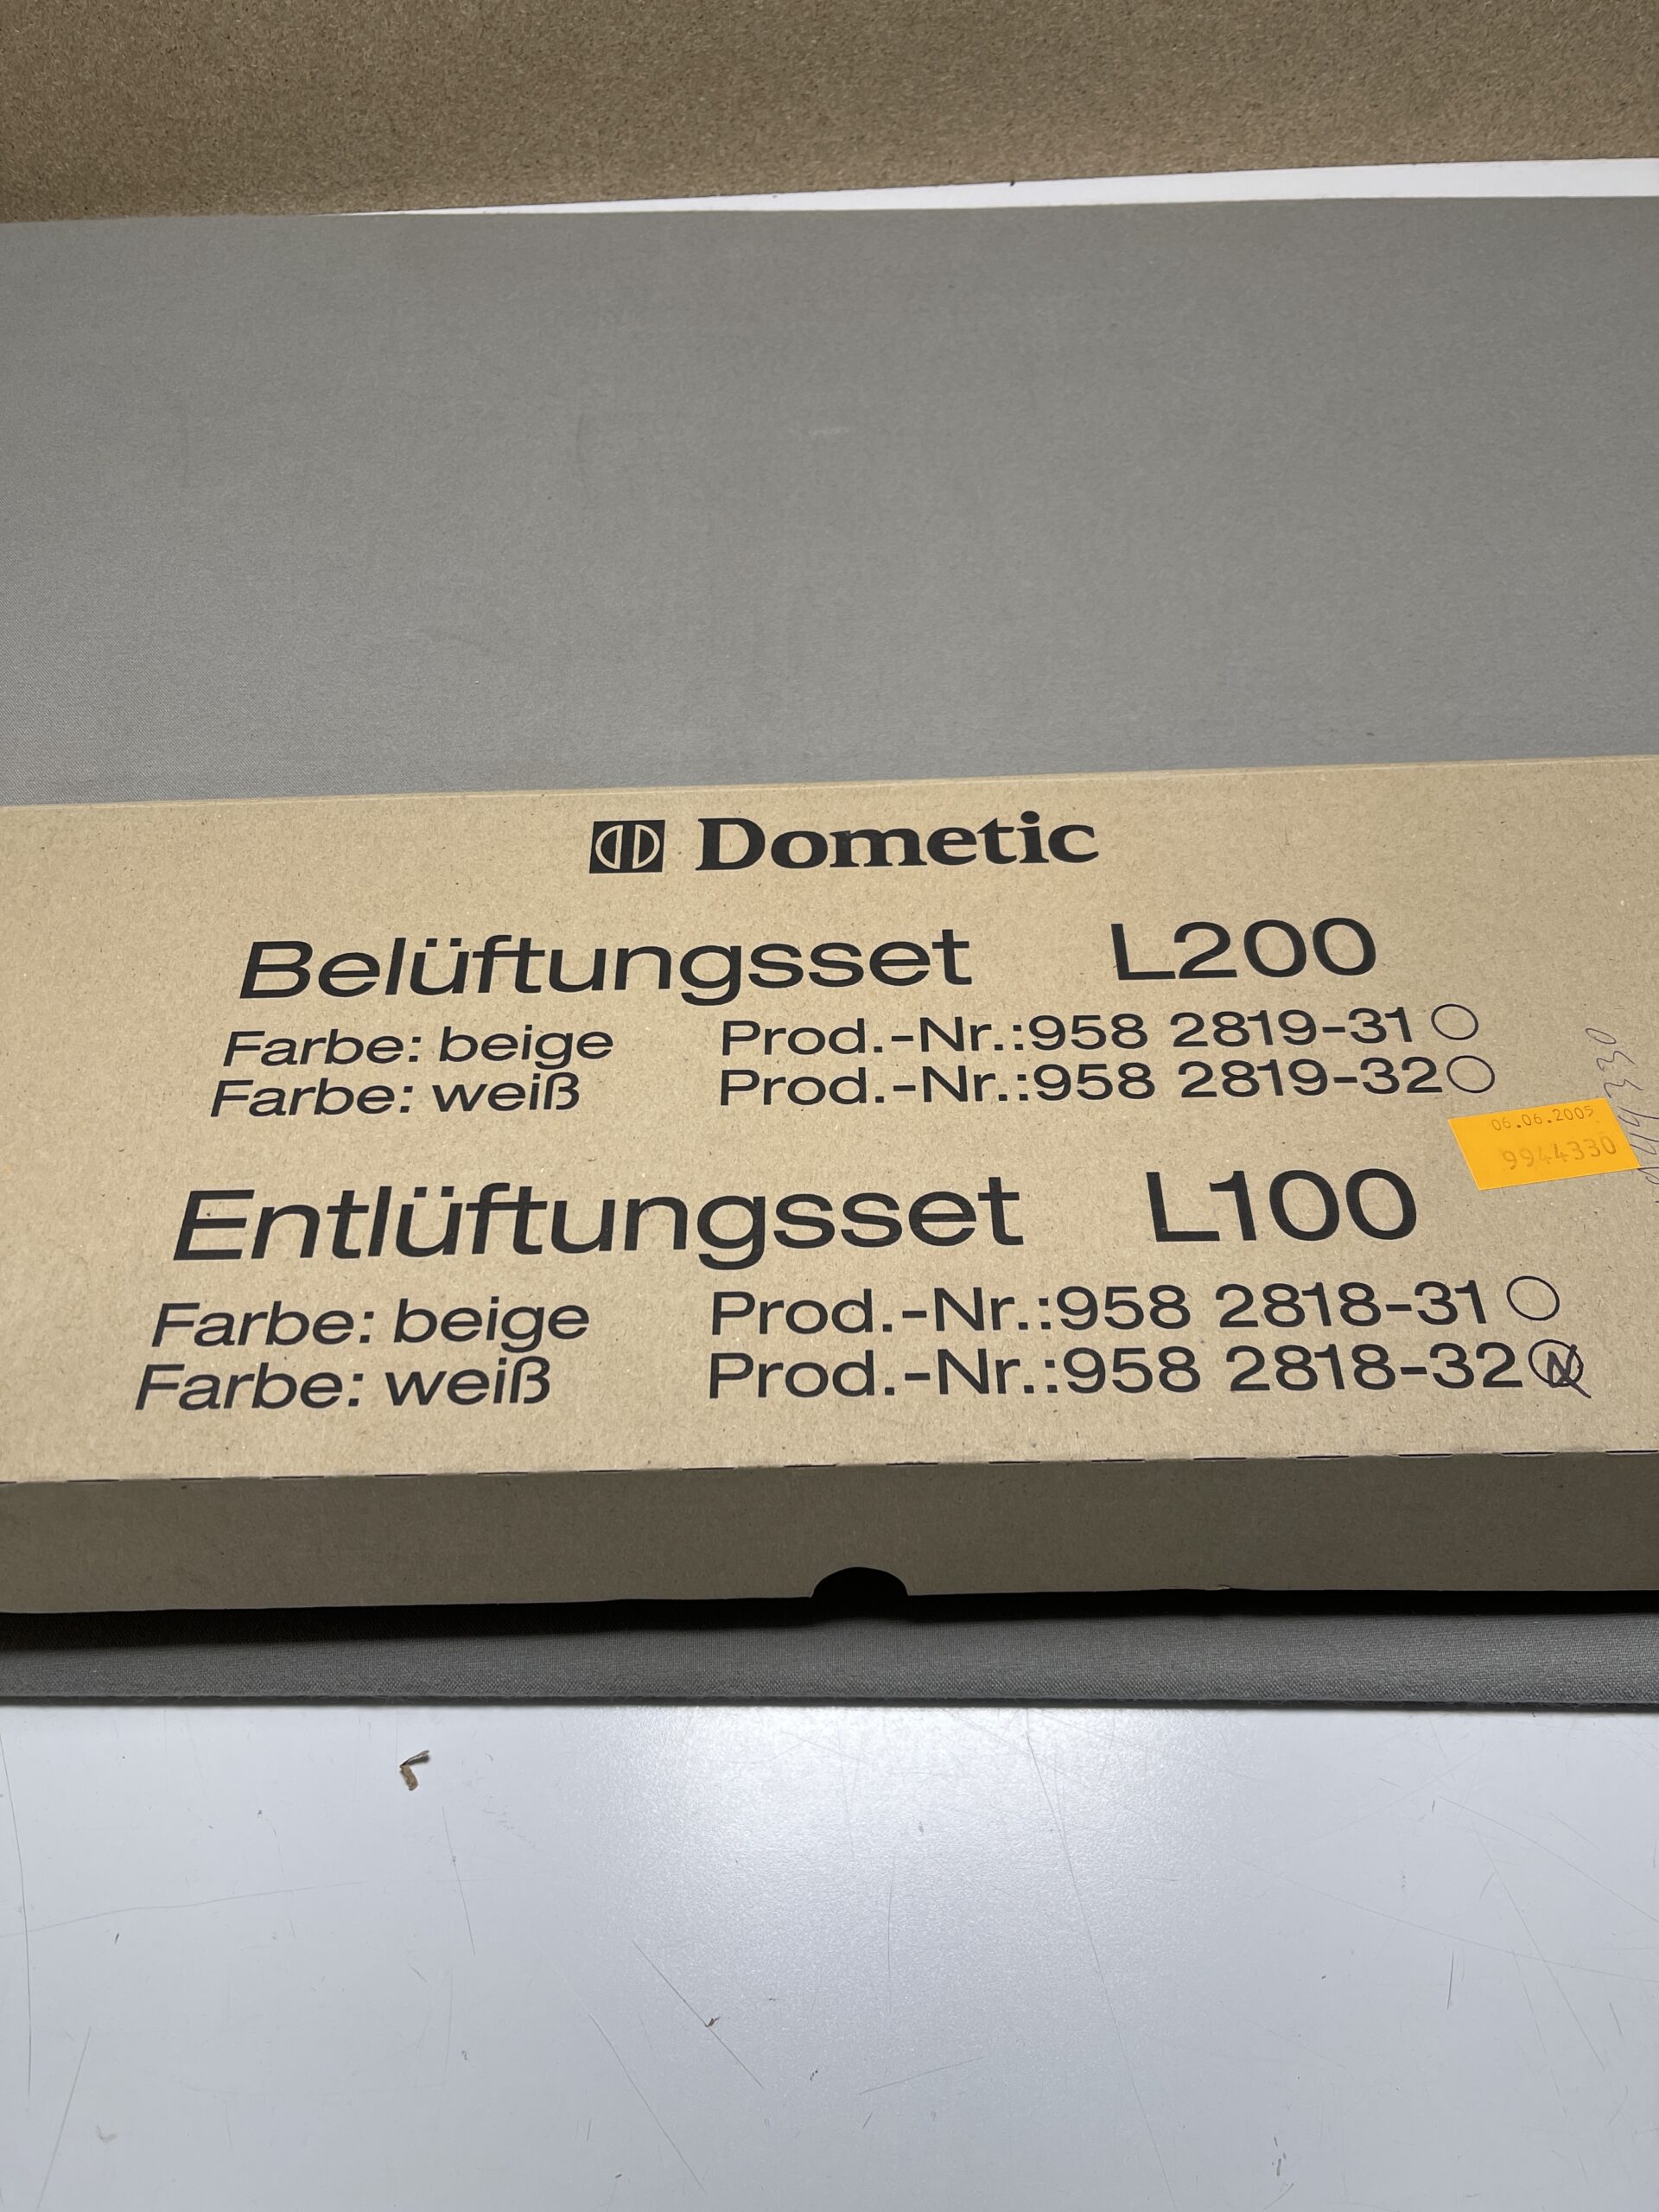 Dometic
Belüftungsset L200
Farbe: beige Prod.-Nr.:958 2819-31
Farbe: weiß Prod.-Nr.:958 2819-32
06.06.2005
9944330
Entlüftungsset L100
Farbe: beige Prod.-Nr.:958 2818-31
Farbe: weiß Prod.-Nr.:958 2818-32